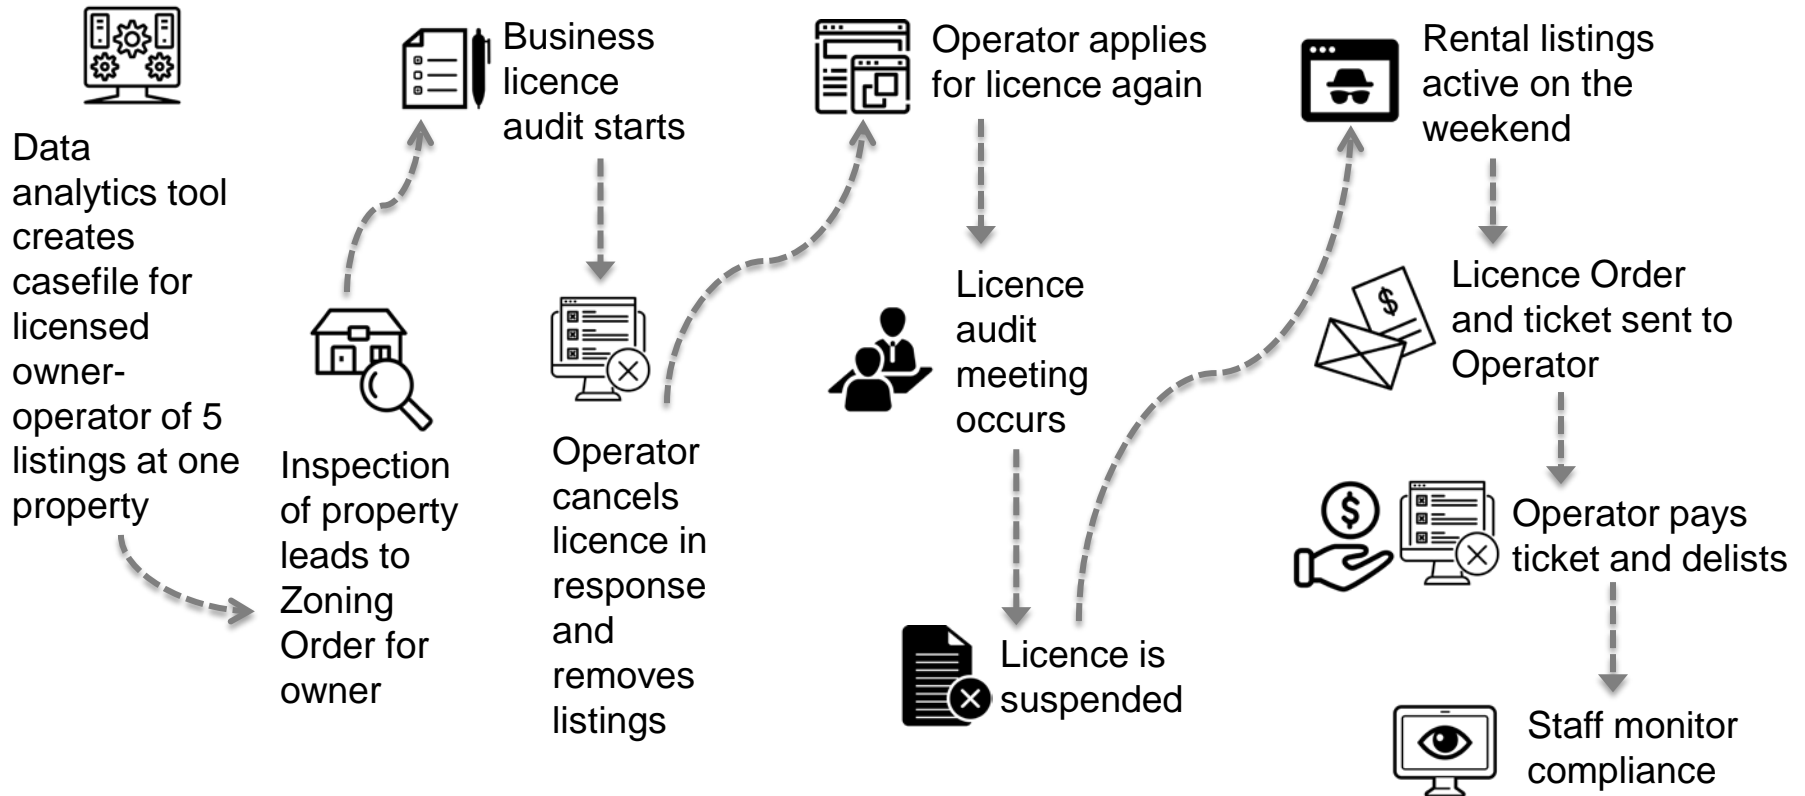 Data
analytics tool
creates
casefile for
licensed
owner-
operator of 5
listings at one
property
Inspection
of property
leads to
Zoning
Order for
owner
Business
licence
audit starts
Operator
cancels
licence in
response
and
removes
listings
Operator applies
for licence again
Licence
audit
meeting
occurs
Licence is
suspended
Rental listings
active on the
weekend
$
Licence Order
and ticket sent to
Operator
$
Operator pays
ticket and delists
Staff monitor
compliance